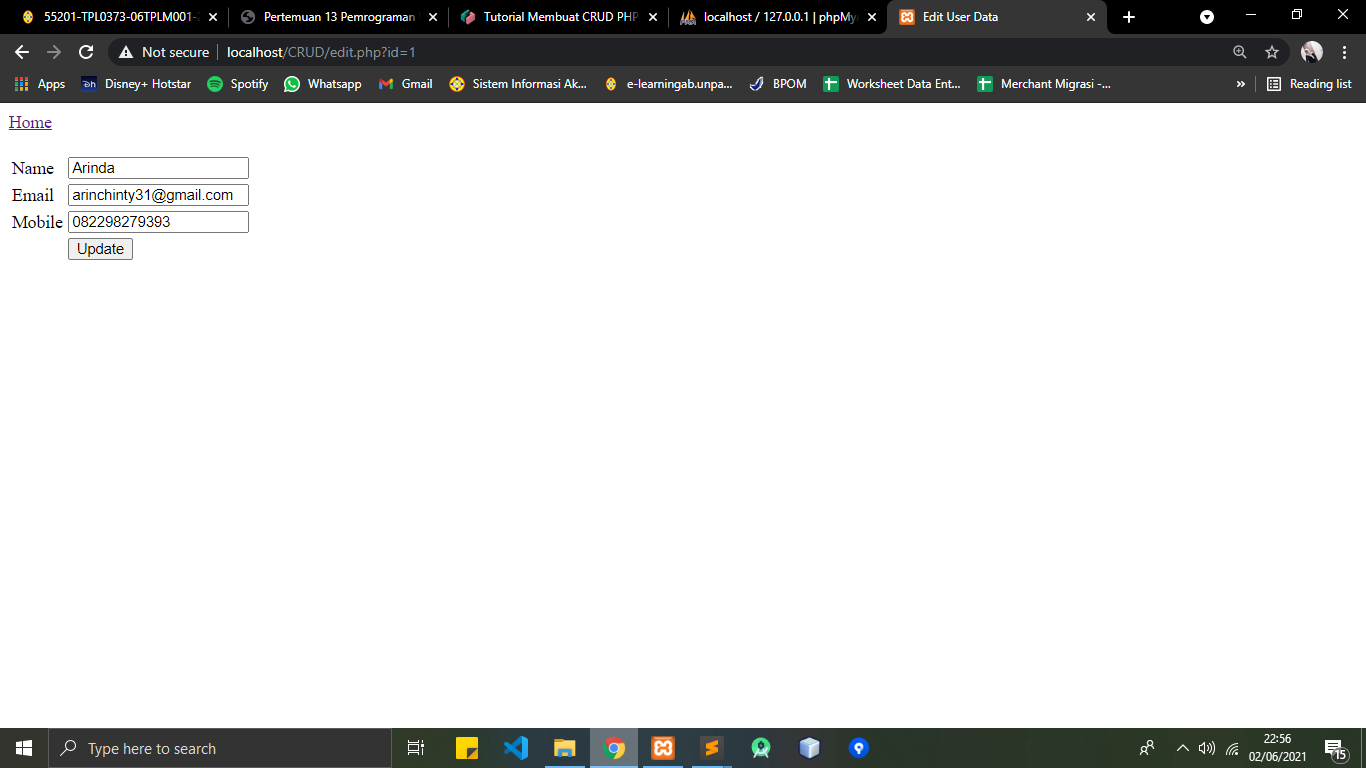 55201-TPL0373-06TPLM001-
Pertemuan 13 Pemrograman
Tutorial Membuat CRUD PHP
localhost / 127.0.0.1 | phpMy
Edit User Data
Not secure
localhost/CRUD/edit.php?id=1
Apps
Disney+ Hotstar
Spotify
Whatsapp
Gmail
Sistem Informasi Ak...
e-learningab.unpa...
BPOM
Worksheet Data Ent...
Merchant Migrasi -...
»
Reading list
Home
Name Arinda
Email arinchinty31@gmail.com
Mobile 082298279393
Update
Type here to search
22:56
02/06/2021
15